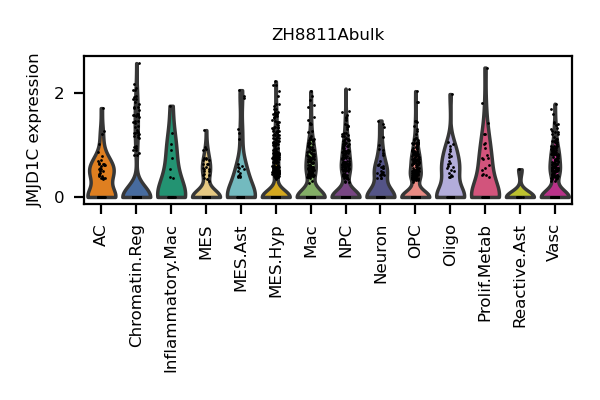 ZH8811Abulk
JMJD1C expression
2
0
AC
Chromatin.Reg
Inflammatory.Mac
MES
MES.Ast
MES.Hyp
Mac
NPC
Neuron
OPC
Oligo
Prolif.Metab
Reactive.Ast
Vasc